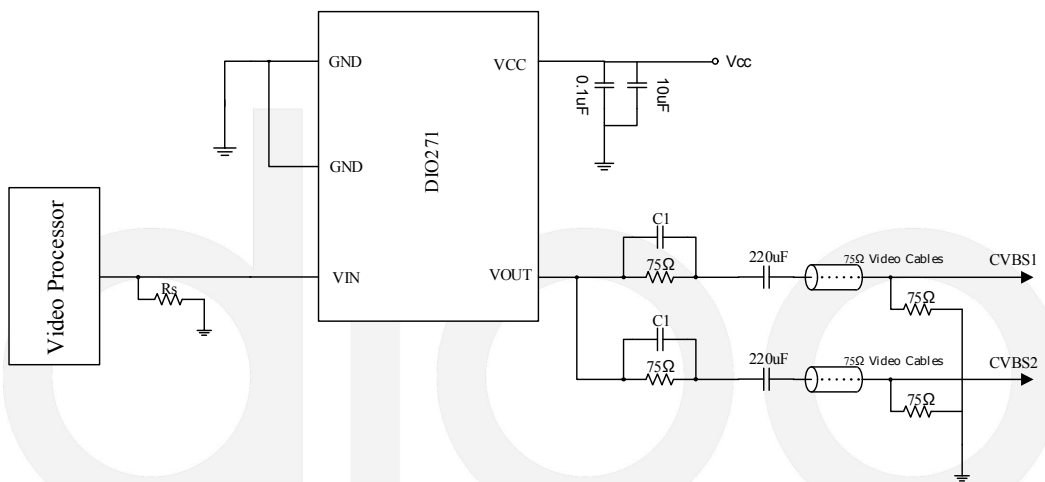 GND
VCC
Vcc
0.1uF
10uF
GND
DIO271
Video Processor
Rs
VIN
VOUT
C1
75Ω
220uF
75Ω Video Cables
CVBS1
75Ω
C1
75Ω
220uF
75Ω Video Cables
CVBS2
75Ω
dioo